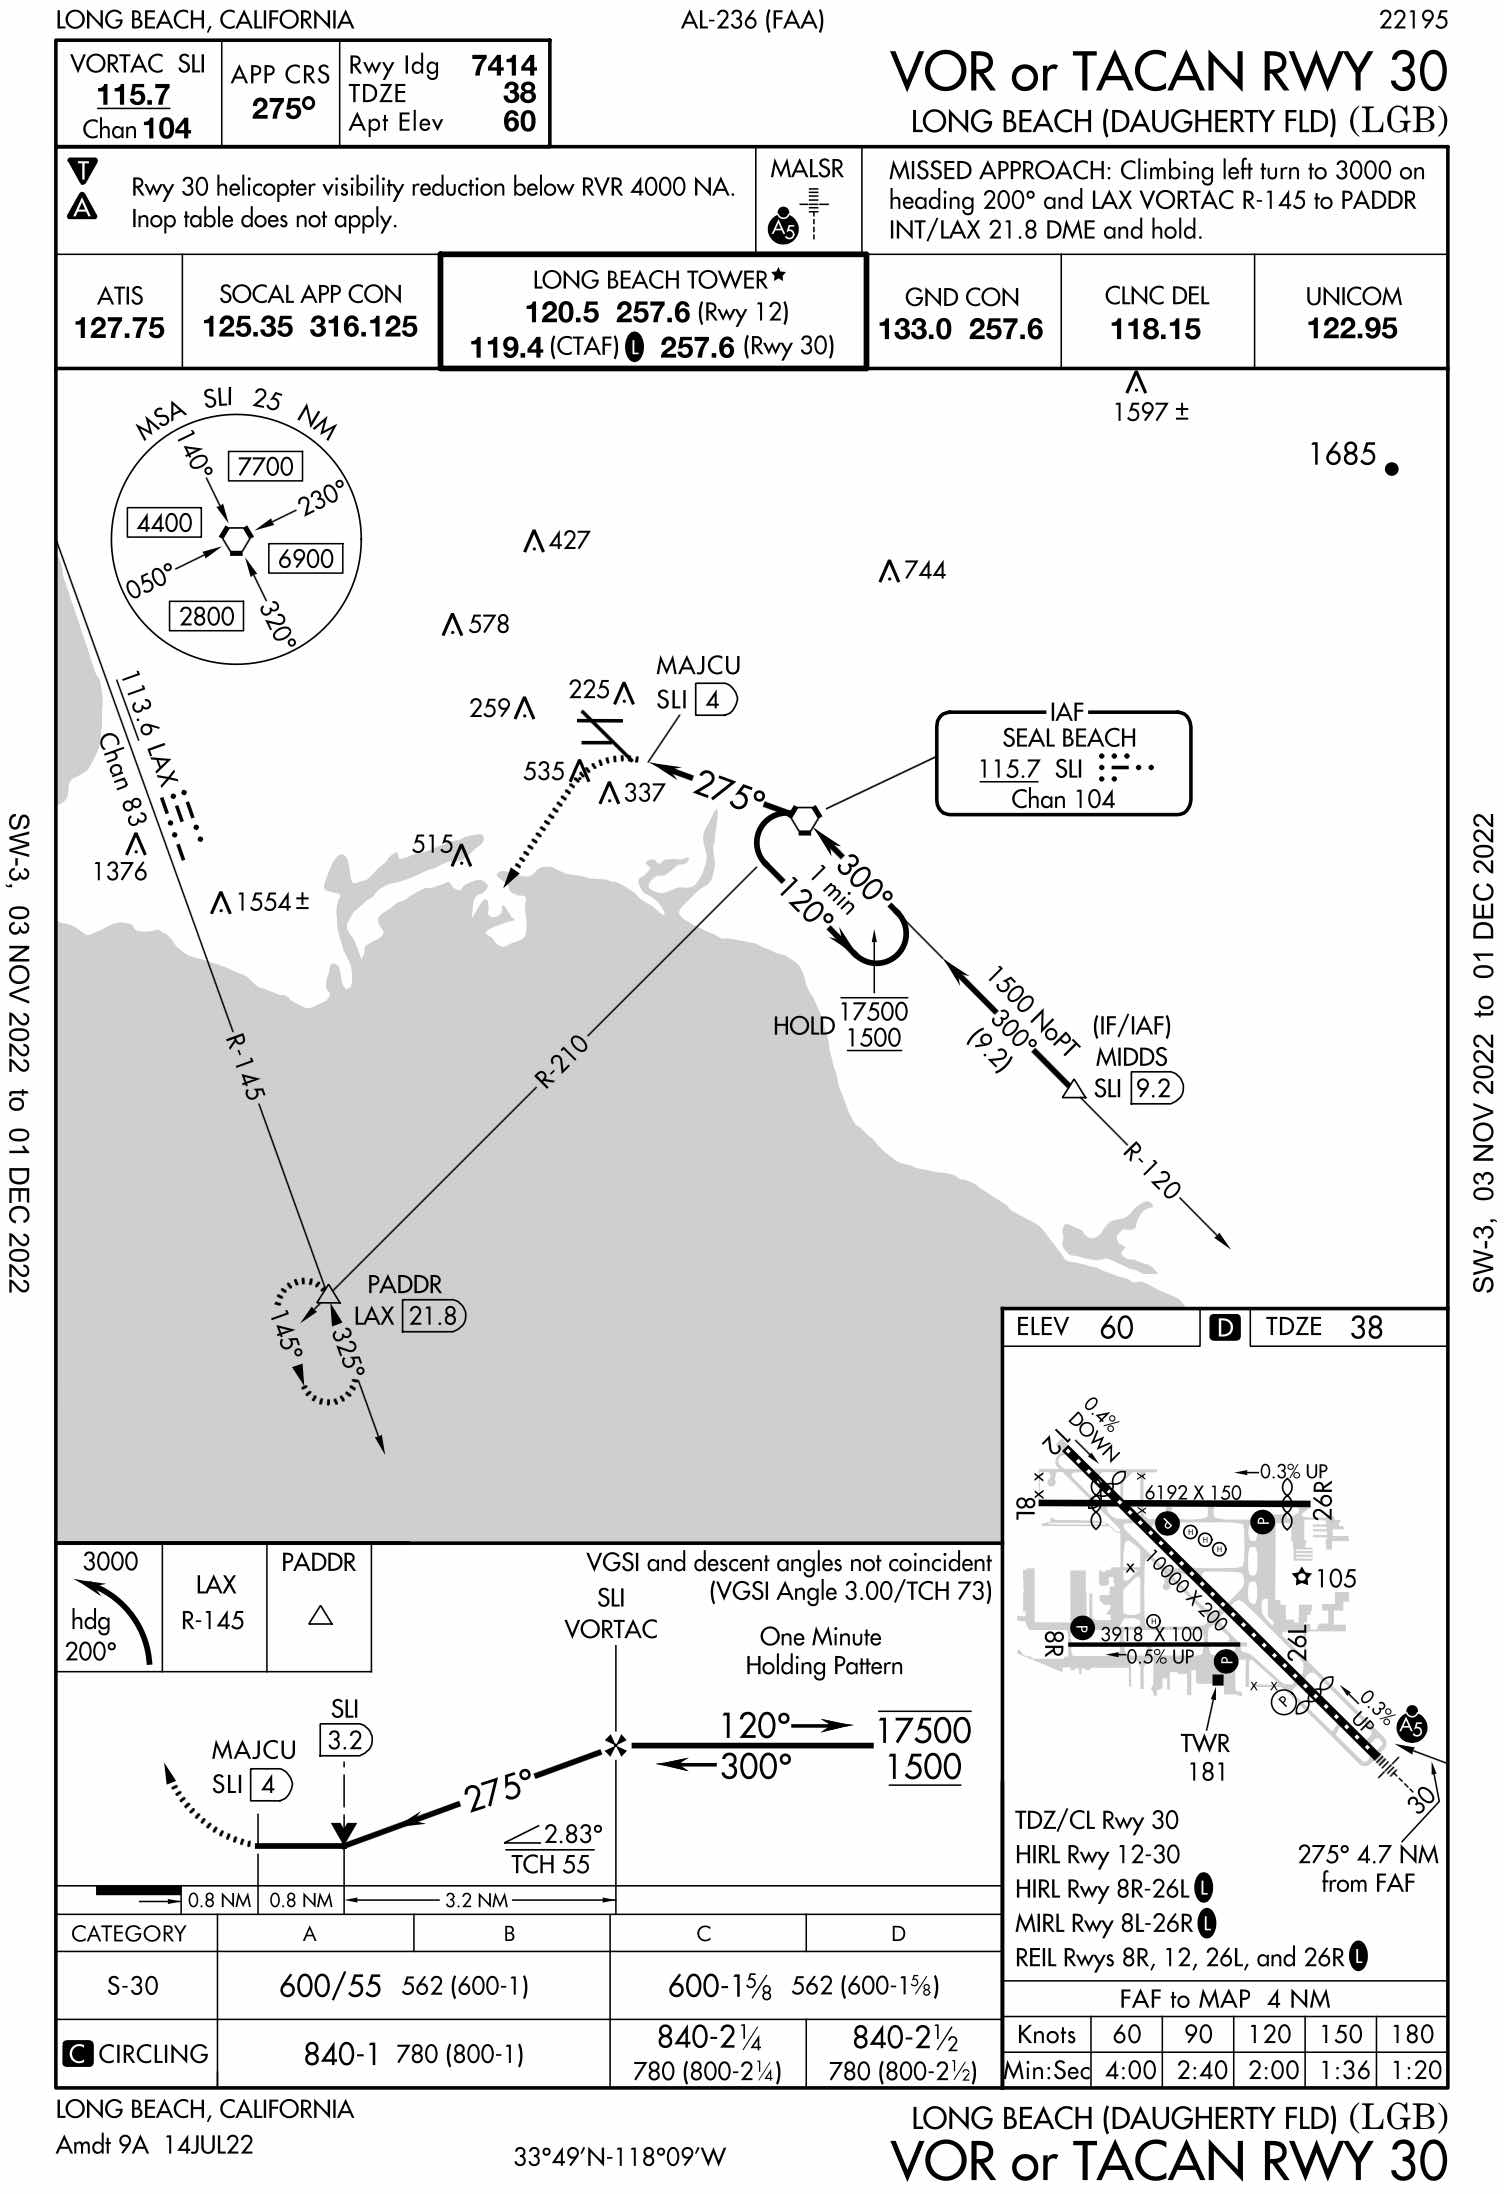 LONG BEACH, CALIFORNIA
AL-236 (FAA)
22195
VORTAC SLI
115.7
Chan 104
APP CRS
275°
Rwy ldg 7414
TDZE 38
Apt Elev 60
VOR or TACAN RWY 30
LONG BEACH (DAUGHERTY FLD) (LGB)
T
A
Rwy 30 helicopter visibility reduction below RVR 4000 NA.
Inop table does not apply.
MALSR
A5
MISSED APPROACH: Climbing left turn to 3000 on
heading 200° and LAX VORTAC R-145 to PADDR
INT/LAX 21.8 DME and hold.
ATIS
127.75
SOCAL APP CON
125.35 316.125
LONG BEACH TOWER★
120.5 257.6 (Rwy 12)
119.4 (CTAF) L 257.6 (Rwy 30)
GND CON
133.0 257.6
CLNC DEL
118.15
UNICOM
122.95
MSA SLI 25 NM
140°
7700
230°
4400
6900
050°
2800
320°
1597 ±
1685
427
744
578
225
259
535
337
MAJCU
SLI 4
275°
IAF
SEAL BEACH
115.7 SLI
Chan 104
113.6 LAX
Chan 83
1376
1554 ±
515
300°
1 min
120°
HOLD
17500
1500
1500 NoPT
300°
(9.2)
(IF/IAF)
MIDDS
SLI 9.2
R-145
R-210
R-120
PADDR
LAX 21.8
145°
325°
ELEV 60
D
TDZE 38
0.4%
DOWN
12
0.3% UP
8L
6192 X 150
26R
P
P
H H H
10000 X 200
105
P
H
8R
3918 X 100
0.5% UP
26L
P
P
0.3%
UP
A5
TWR
181
30
275° 4.7 NM
from FAF
TDZ/CL Rwy 30
HIRL Rwy 12-30
HIRL Rwy 8R-26L L
MIRL Rwy 8L-26R L
REIL Rwys 8R, 12, 26L, and 26R L
FAF to MAP 4 NM
Knots 60 90 120 150 180
Min:Sec 4:00 2:40 2:00 1:36 1:20
3000
hdg
200°
LAX
R-145
PADDR
VGSI and descent angles not coincident
(VGSI Angle 3.00/TCH 73)
SLI
VORTAC
One Minute
Holding Pattern
120°
300°
17500
1500
MAJCU
SLI 4
SLI
3.2
275°
2.83°
TCH 55
0.8 NM 0.8 NM 3.2 NM
CATEGORY A B C D
S-30 600/55 562 (600-1) 600-1⅝ 562 (600-1⅝)
C CIRCLING 840-1 780 (800-1) 840-2¼ 780 (800-2¼) 840-2½ 780 (800-2½)
LONG BEACH, CALIFORNIA
Amdt 9A 14JUL22
33°49′N-118°09′W
LONG BEACH (DAUGHERTY FLD) (LGB)
VOR or TACAN RWY 30
SW-3, 03 NOV 2022 to 01 DEC 2022
SW-3, 03 NOV 2022 to 01 DEC 2022